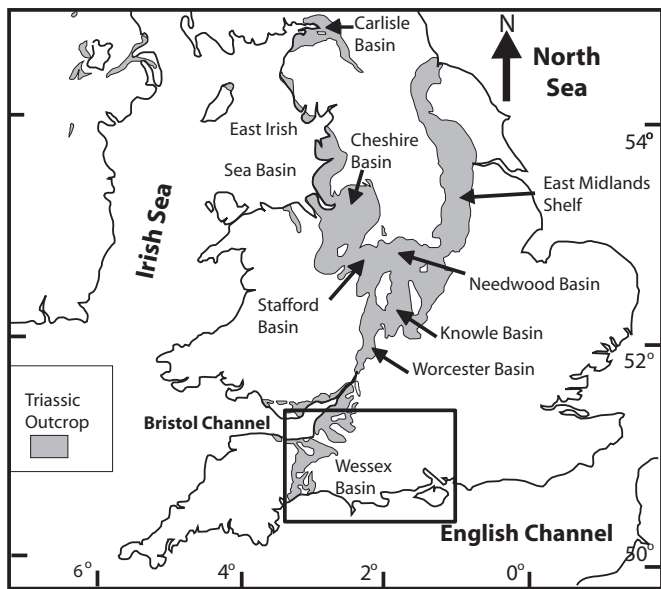 Carlisle
Basin
N
North
Sea
54°
East Irish
Sea Basin
Cheshire
Basin
East Midlands
Shelf
Irish Sea
Needwood Basin
Stafford
Basin
Knowle Basin
52°
Worcester Basin
Triassic
Outcrop
Bristol Channel
Wessex
Basin
English Channel
50°
6°
4°
2°
0°